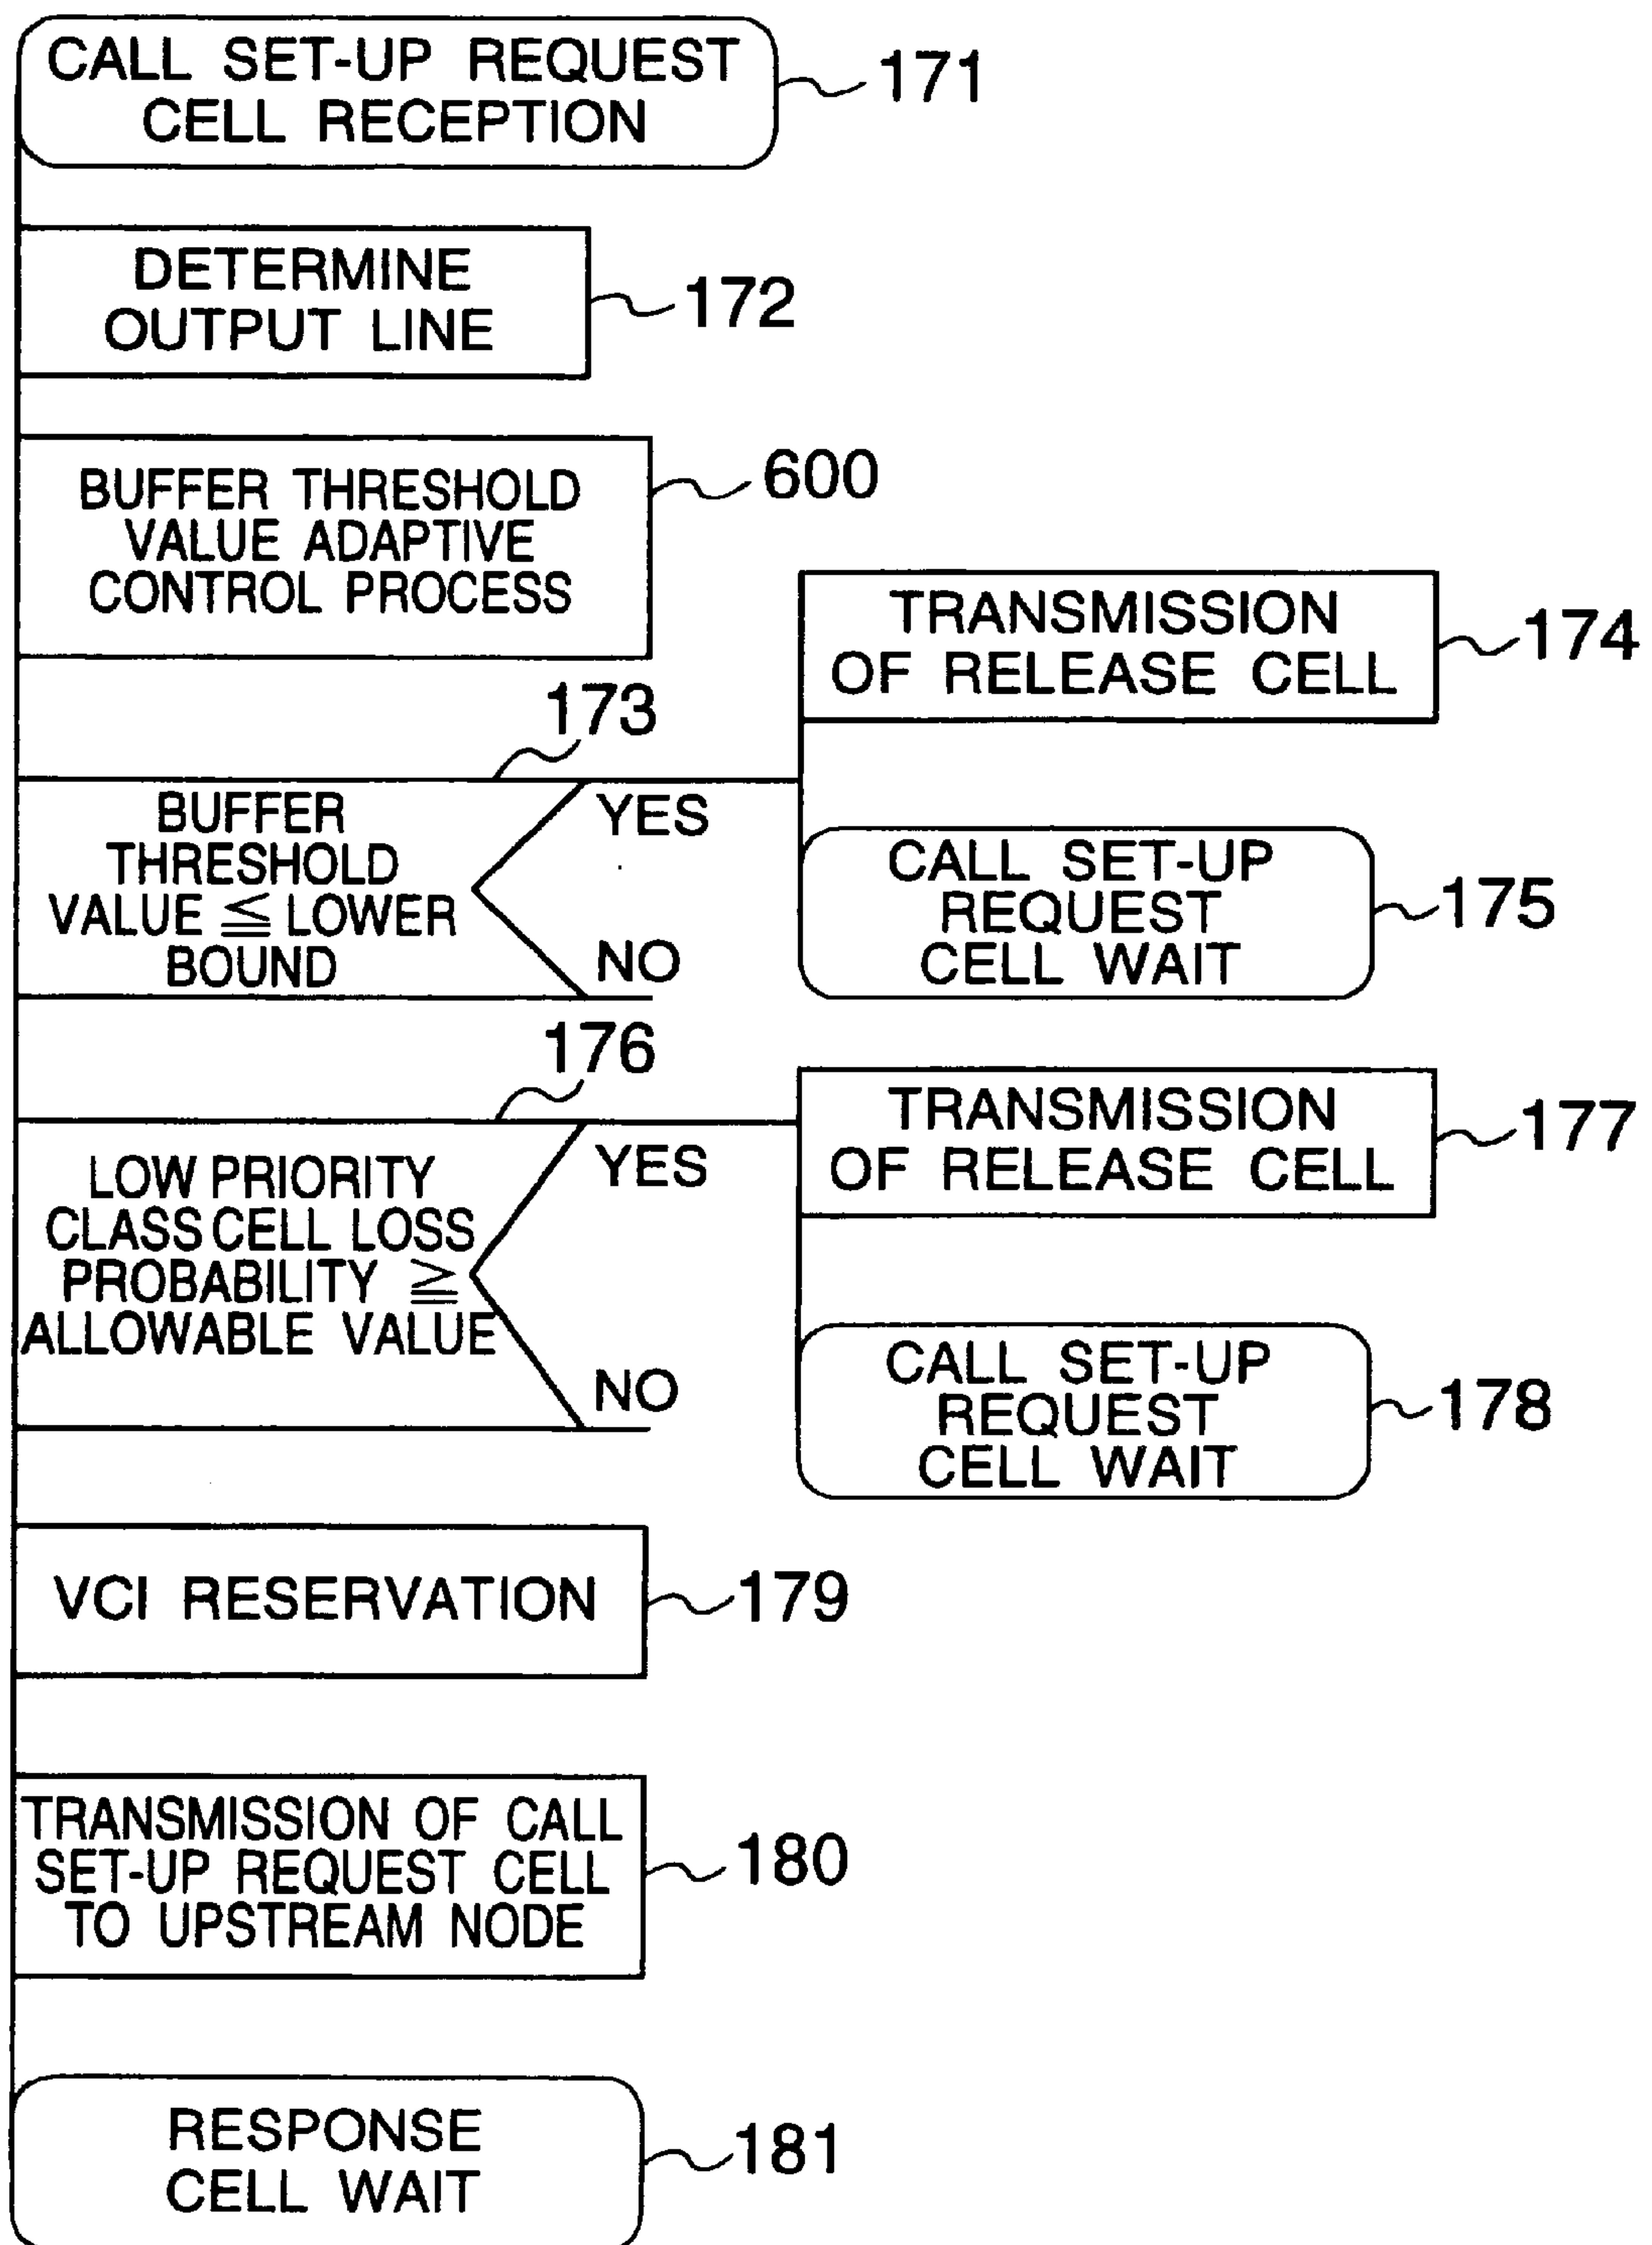 CALL SET-UP REQUEST
CELL RECEPTION
171
DETERMINE
OUTPUT LINE
172
BUFFER THRESHOLD
VALUE ADAPTIVE
CONTROL PROCESS
600
TRANSMISSION
OF RELEASE CELL
174
173
BUFFER
THRESHOLD
VALUE ≦ LOWER
BOUND
YES
NO
CALL SET-UP
REQUEST
CELL WAIT
175
176
LOW PRIORITY
CLASS CELL LOSS
PROBABILITY ≧
ALLOWABLE VALUE
YES
NO
TRANSMISSION
OF RELEASE CELL
177
CALL SET-UP
REQUEST
CELL WAIT
178
VCI RESERVATION
179
TRANSMISSION OF CALL
SET-UP REQUEST CELL
TO UPSTREAM NODE
180
RESPONSE
CELL WAIT
181